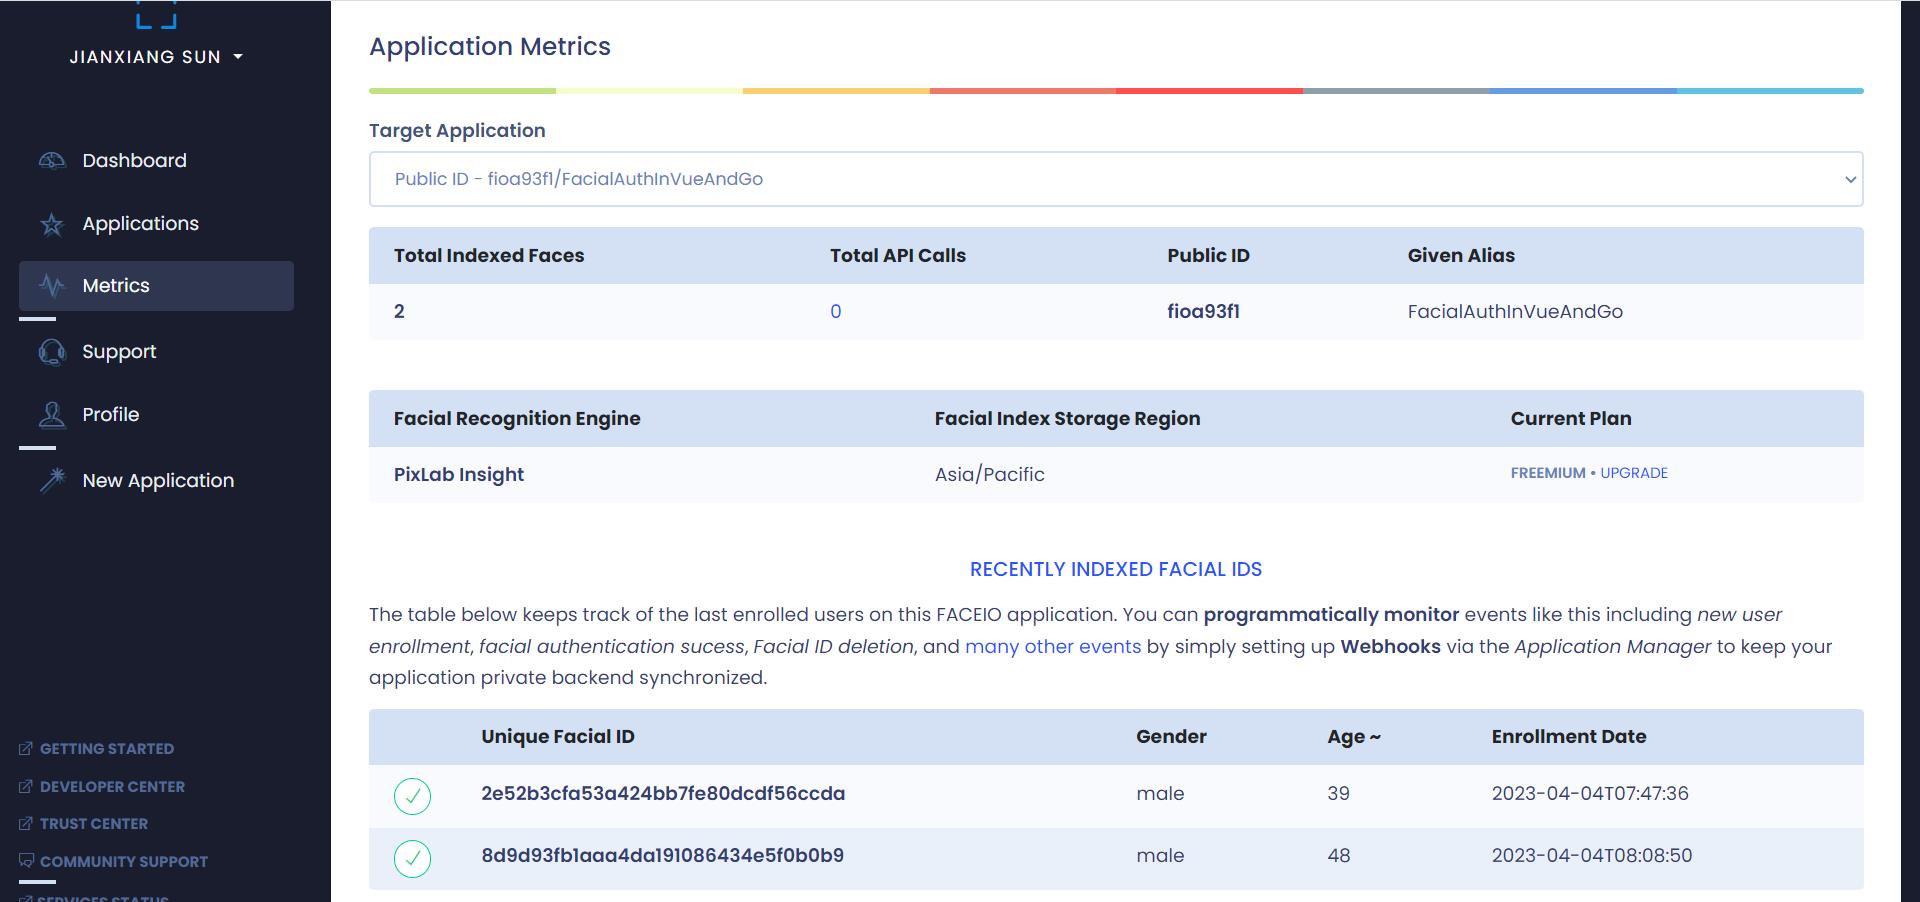 JIANXIANG SUN
Dashboard
Applications
Metrics
Support
Profile
New Application
GETTING STARTED
DEVELOPER CENTER
TRUST CENTER
COMMUNITY SUPPORT
SERVICES STATUS
Application Metrics
Target Application
Public ID - fioa93f1/FacialAuthInVueAndGo
Total Indexed Faces Total API Calls Public ID Given Alias
2 0 fioa93f1 FacialAuthInVueAndGo
Facial Recognition Engine Facial Index Storage Region Current Plan
PixLab Insight Asia/Pacific FREEMIUM • UPGRADE
RECENTLY INDEXED FACIAL IDS
The table below keeps track of the last enrolled users on this FACEIO application. You can programmatically monitor events like this including new user
enrollment, facial authentication sucess, Facial ID deletion, and many other events by simply setting up Webhooks via the Application Manager to keep your
application private backend synchronized.
Unique Facial ID Gender Age ~ Enrollment Date
2e52b3cfa53a424bb7fe80dcdf56ccda male 39 2023-04-04T07:47:36
8d9d93fb1aaa4da191086434e5f0b0b9 male 48 2023-04-04T08:08:50